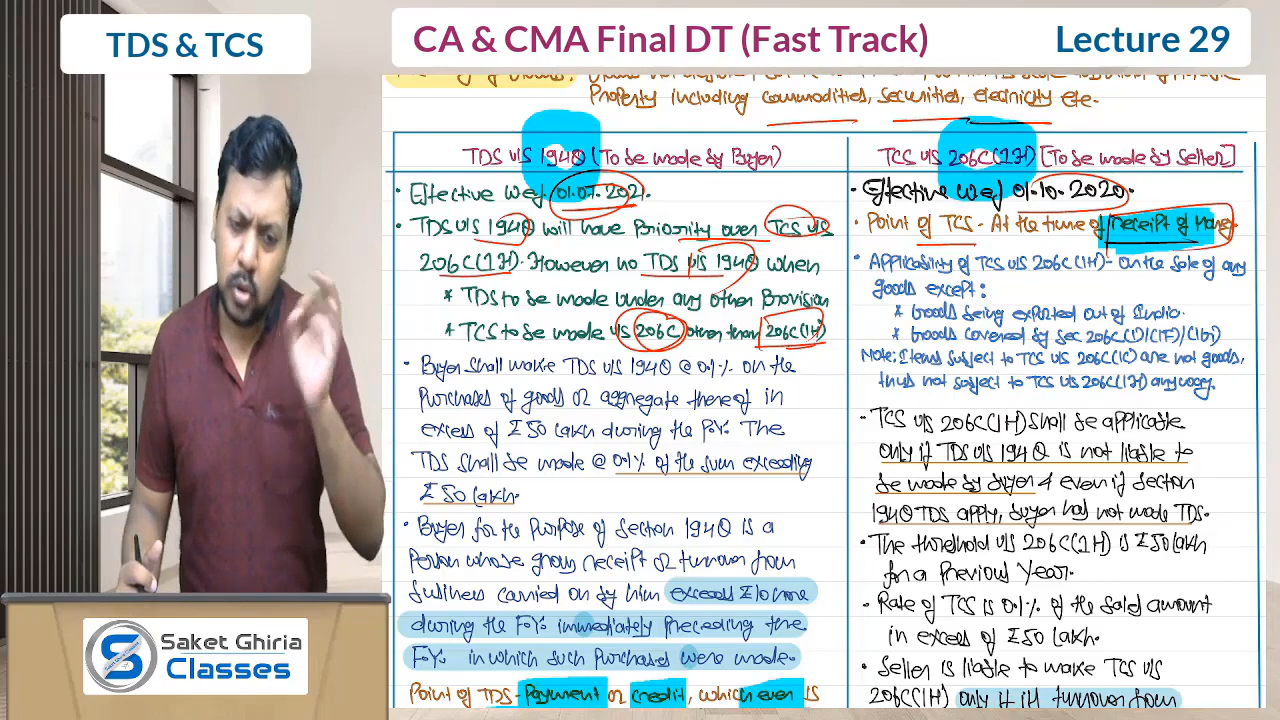 TDS & TCS
CA & CMA Final DT (Fast Track)
Lecture 29
Property including commodities, securities, electricity etc.
TDS u/s 194Q (To be made by Buyer)
• Effective w.e.f 01.07.2021.
• TDS u/s 194Q will have Priority over TCS u/s
206C(1H). However no TDS u/s 194Q when
* TDS to be made under any other Provision
* TCS to be made u/s 206C other than 206C(1H)
• Buyer shall make TDS u/s 194Q @ 0.1% on the
Purchases of goods or aggregate thereof in
excess of ₹50 lakh during the F.Y. The
TDS shall be made @ 0.1% of the sum exceeding
₹50 lakh.
• Buyer for the Purpose of Section 194Q is a
Person whose gross receipt or turnover from
business carried on by him exceeds ₹10 crore
during the F.Y. immediately preceding the
F.Y. in which such purchases were made.
Point of TDS - Payment or credit, which ever is
TCS u/s 206C(1H) [To be made by Seller]
• Effective w.e.f 01.10.2020.
• Point of TCS - At the time of receipt of Money
• Applicability of TCS u/s 206C(1H) - On the sale of any
goods except:
* Goods being exported out of India.
* Goods covered by Sec 206C(1)/(1F)/(1G)
Note: Items subject to TCS u/s 206C(1C) are not goods,
thus not subject to TCS u/s 206C(1H) anyway.
• TCS u/s 206C(1H) shall be applicable
only if TDS u/s 194Q is not liable to
be made by buyer & even if Section
194Q TDS apply, buyer has not made TDS.
• The threshold u/s 206C(1H) is ₹50 lakh
for a Previous Year.
• Rate of TCS is 0.1% of the sales amount
in excess of ₹50 lakh.
• Seller is liable to make TCS u/s
206C(1H) only if it turnover from
S
Saket Ghiria
Classes